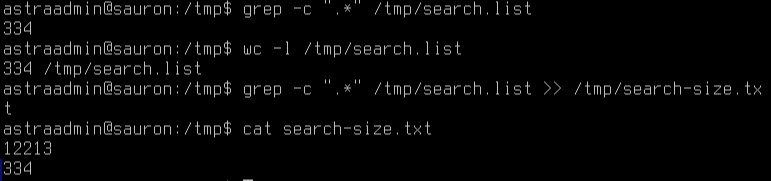 astraadmin@sauron:/tmp$ grep -c ".*" /tmp/search.list
334
astraadmin@sauron:/tmp$ wc -l /tmp/search.list
334 /tmp/search.list
astraadmin@sauron:/tmp$ grep -c ".*" /tmp/search.list >> /tmp/search-size.tx
t
astraadmin@sauron:/tmp$ cat search-size.txt
12213
334